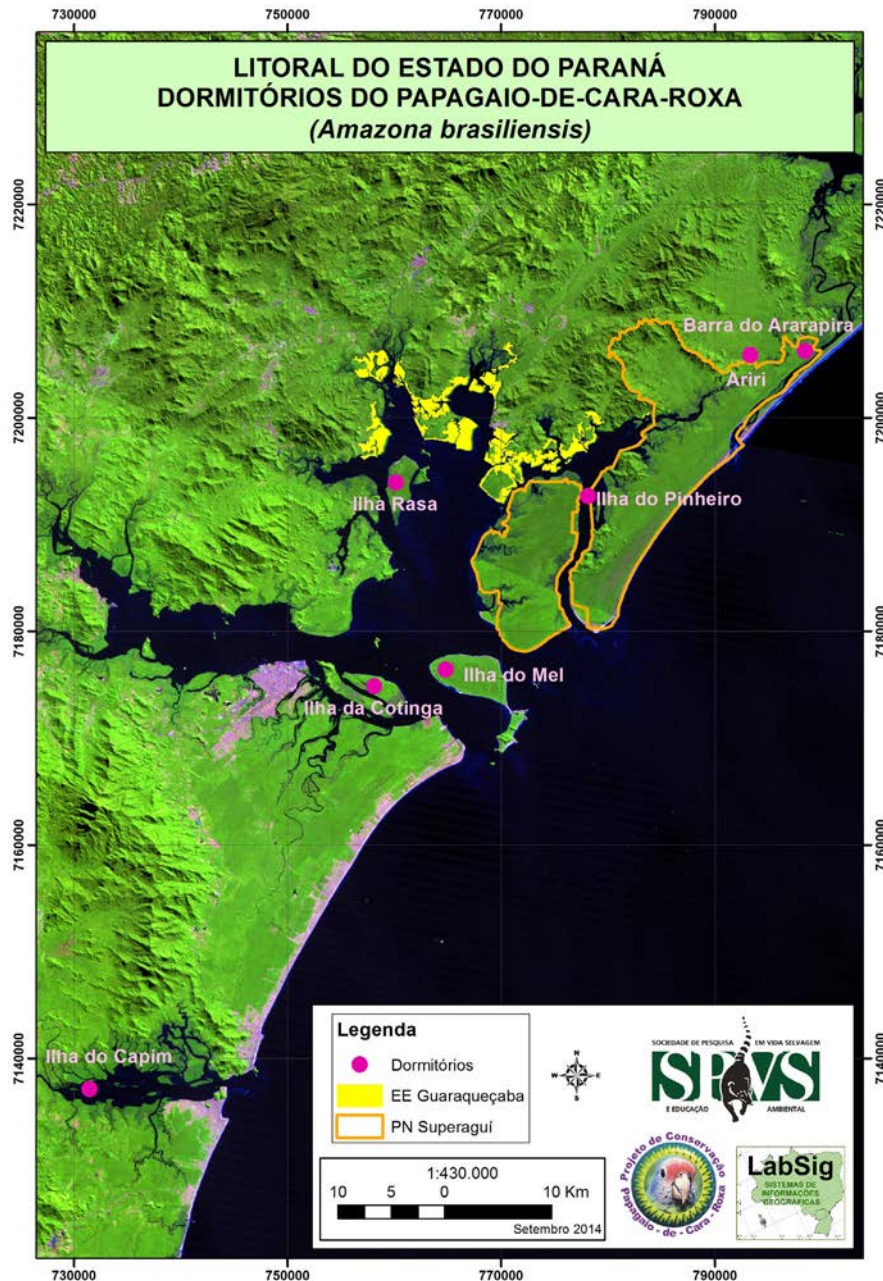 730000 750000 770000 790000
LITORAL DO ESTADO DO PARANÁ
DORMITÓRIOS DO PAPAGAIO-DE-CARA-ROXA
(Amazona brasiliensis)
7220000 7220000
Barra do Ararapira
Ariri
7200000 7200000
Ilha Rasa
Ilha do Pinheiro
7180000 7180000
Ilha do Mel
Ilha da Cotinga
7160000 7160000
7140000 7140000
Ilha do Capim
Legenda
Dormitórios
EE Guaraqueçaba
PN Superaguí
N
W E
S
SOCIEDADE DE PESQUISA EM VIDA SELVAGEM
SPVS
E EDUCAÇÃO AMBIENTAL
1:430.000
10 5 0 10 Km
Setembro 2014
Projeto de Conservação
Papagaio - de - Cara - Roxa
LabSig
SISTEMAS DE
INFORMAÇÕES
GEOGRÁFICAS
730000 750000 770000 790000